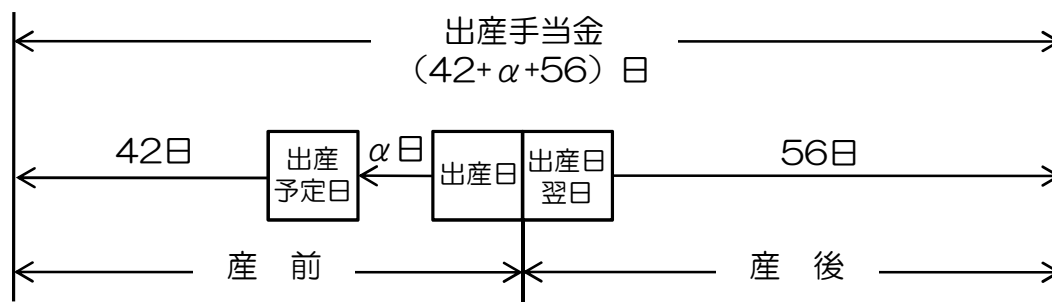 出産手当金
（42+α+56）日
42日
出産
予定日
α日
出産日
出産日
翌日
56日
産　前
産　後